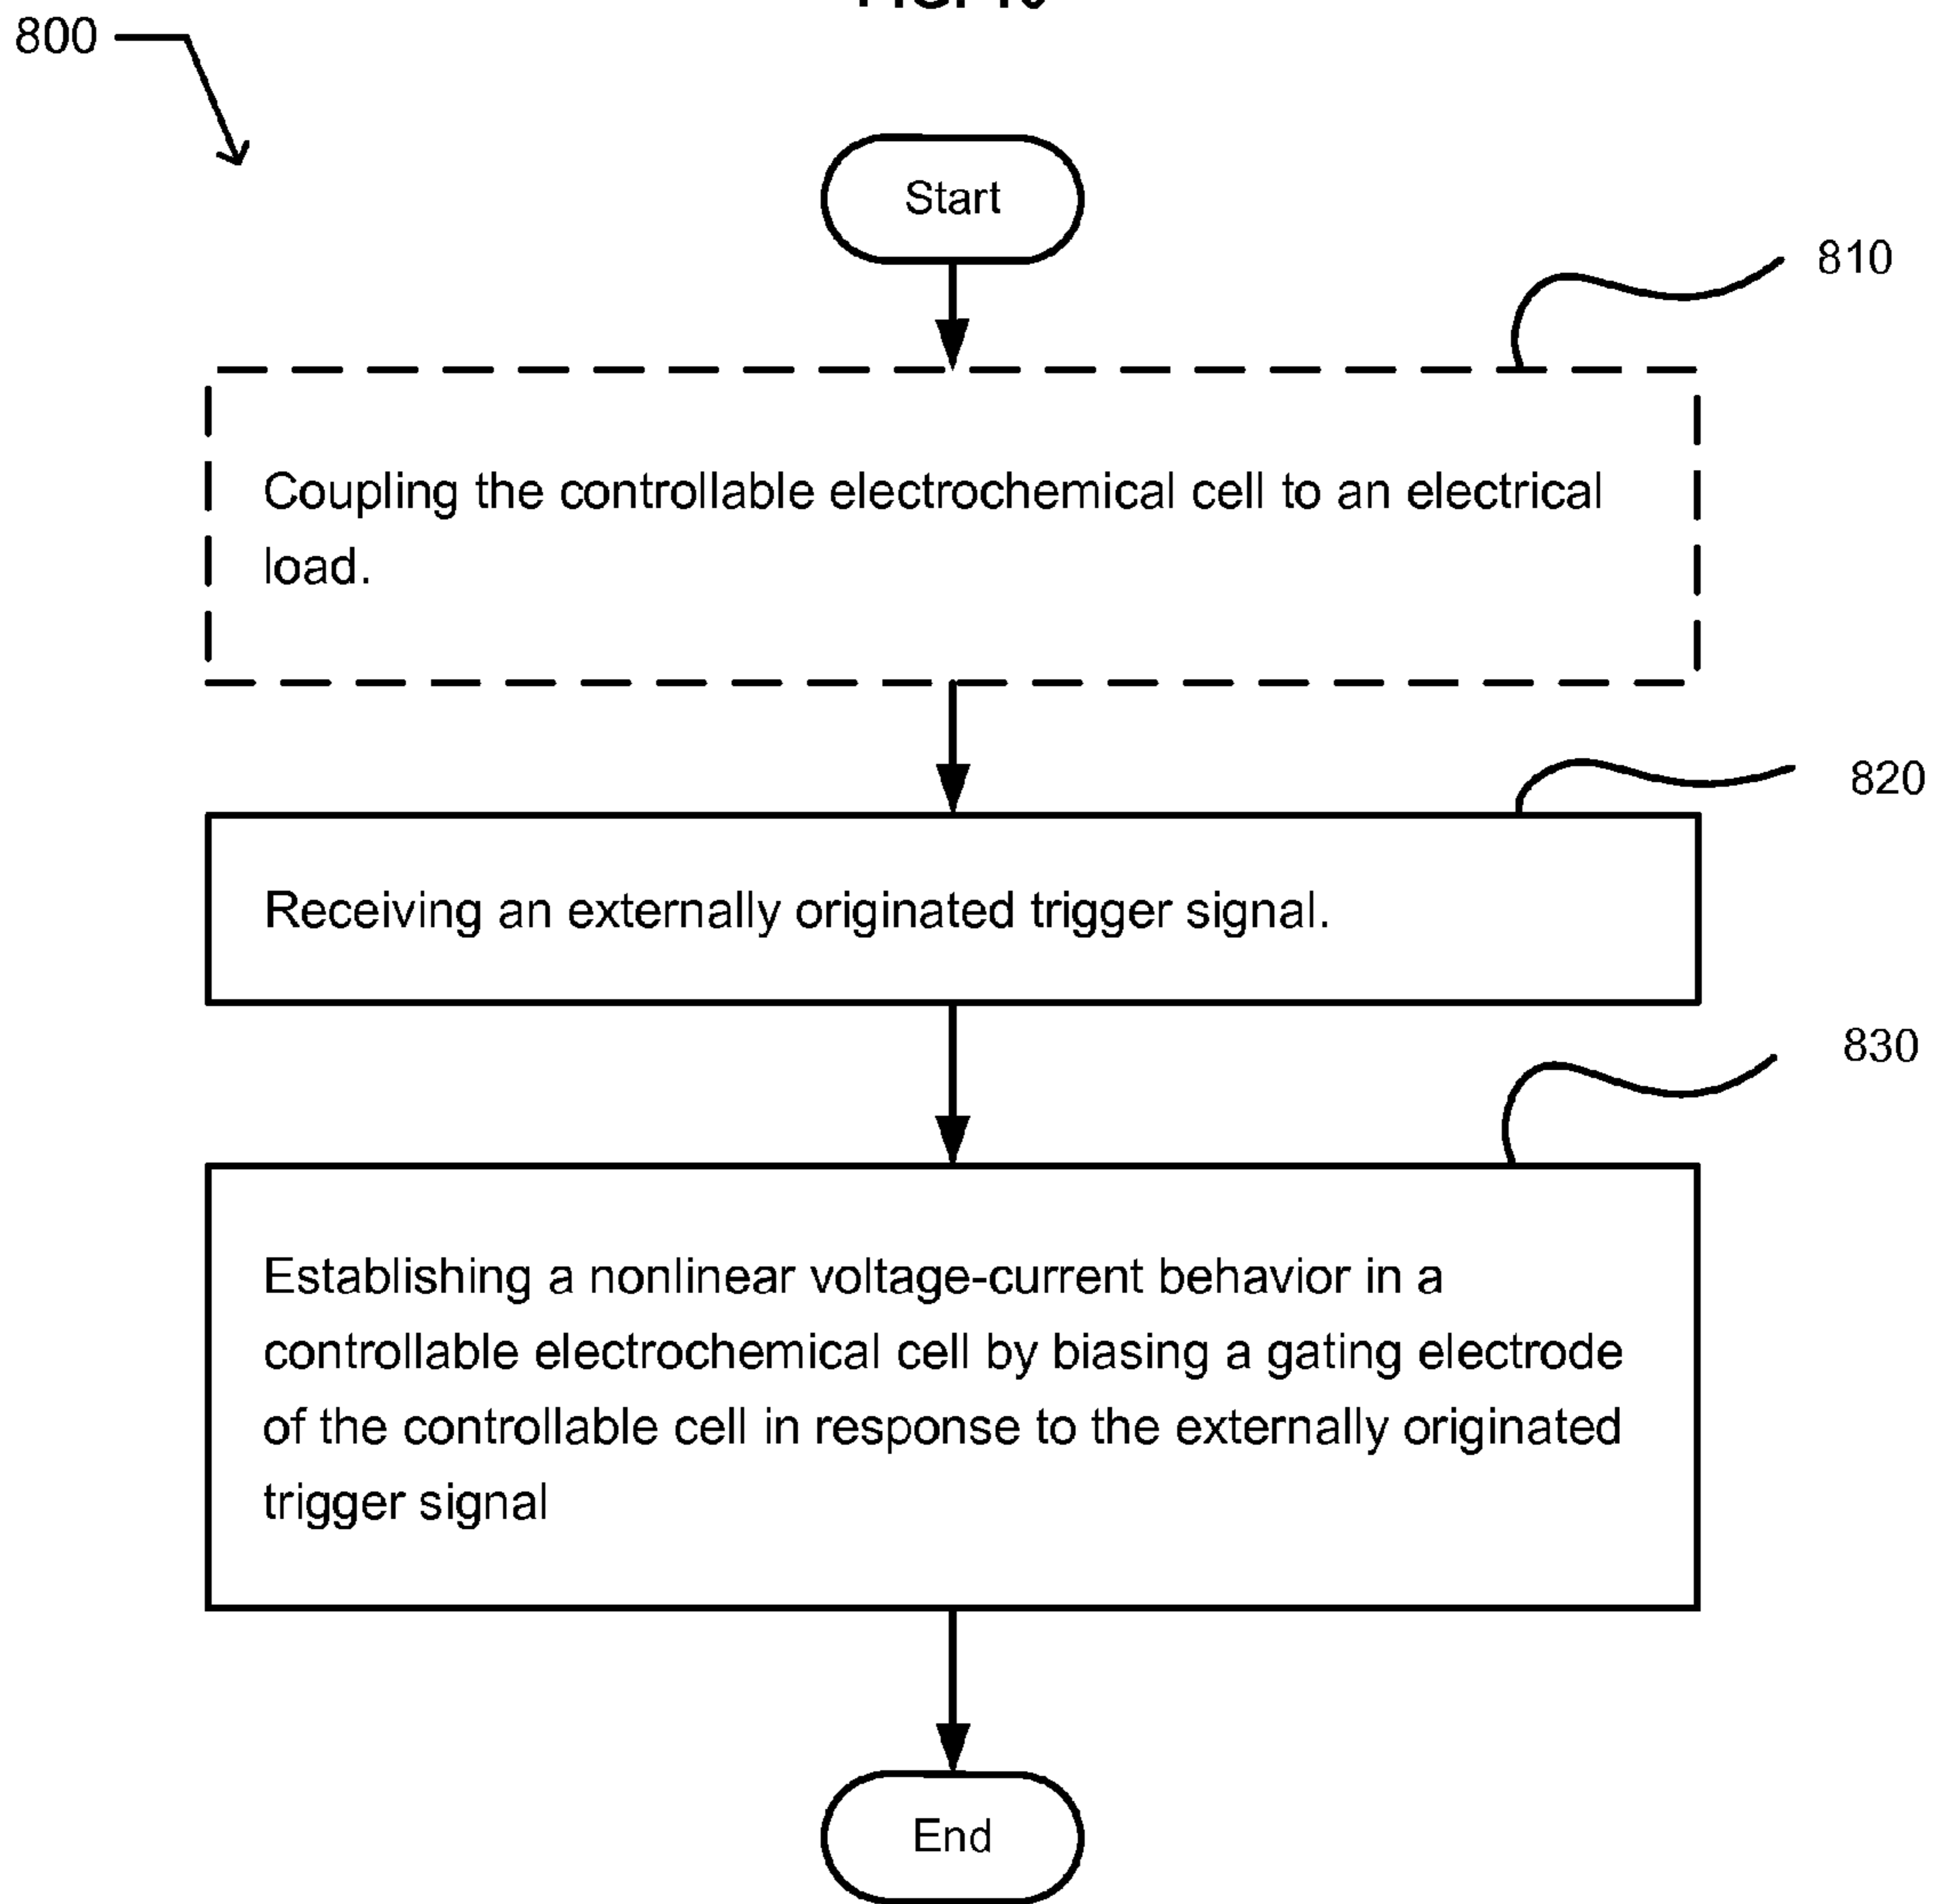 800
Start
810
Coupling the controllable electrochemical cell to an electrical
load.
820
Receiving an externally originated trigger signal.
830
Establishing a nonlinear voltage-current behavior in a
controllable electrochemical cell by biasing a gating electrode
of the controllable cell in response to the externally originated
trigger signal
End